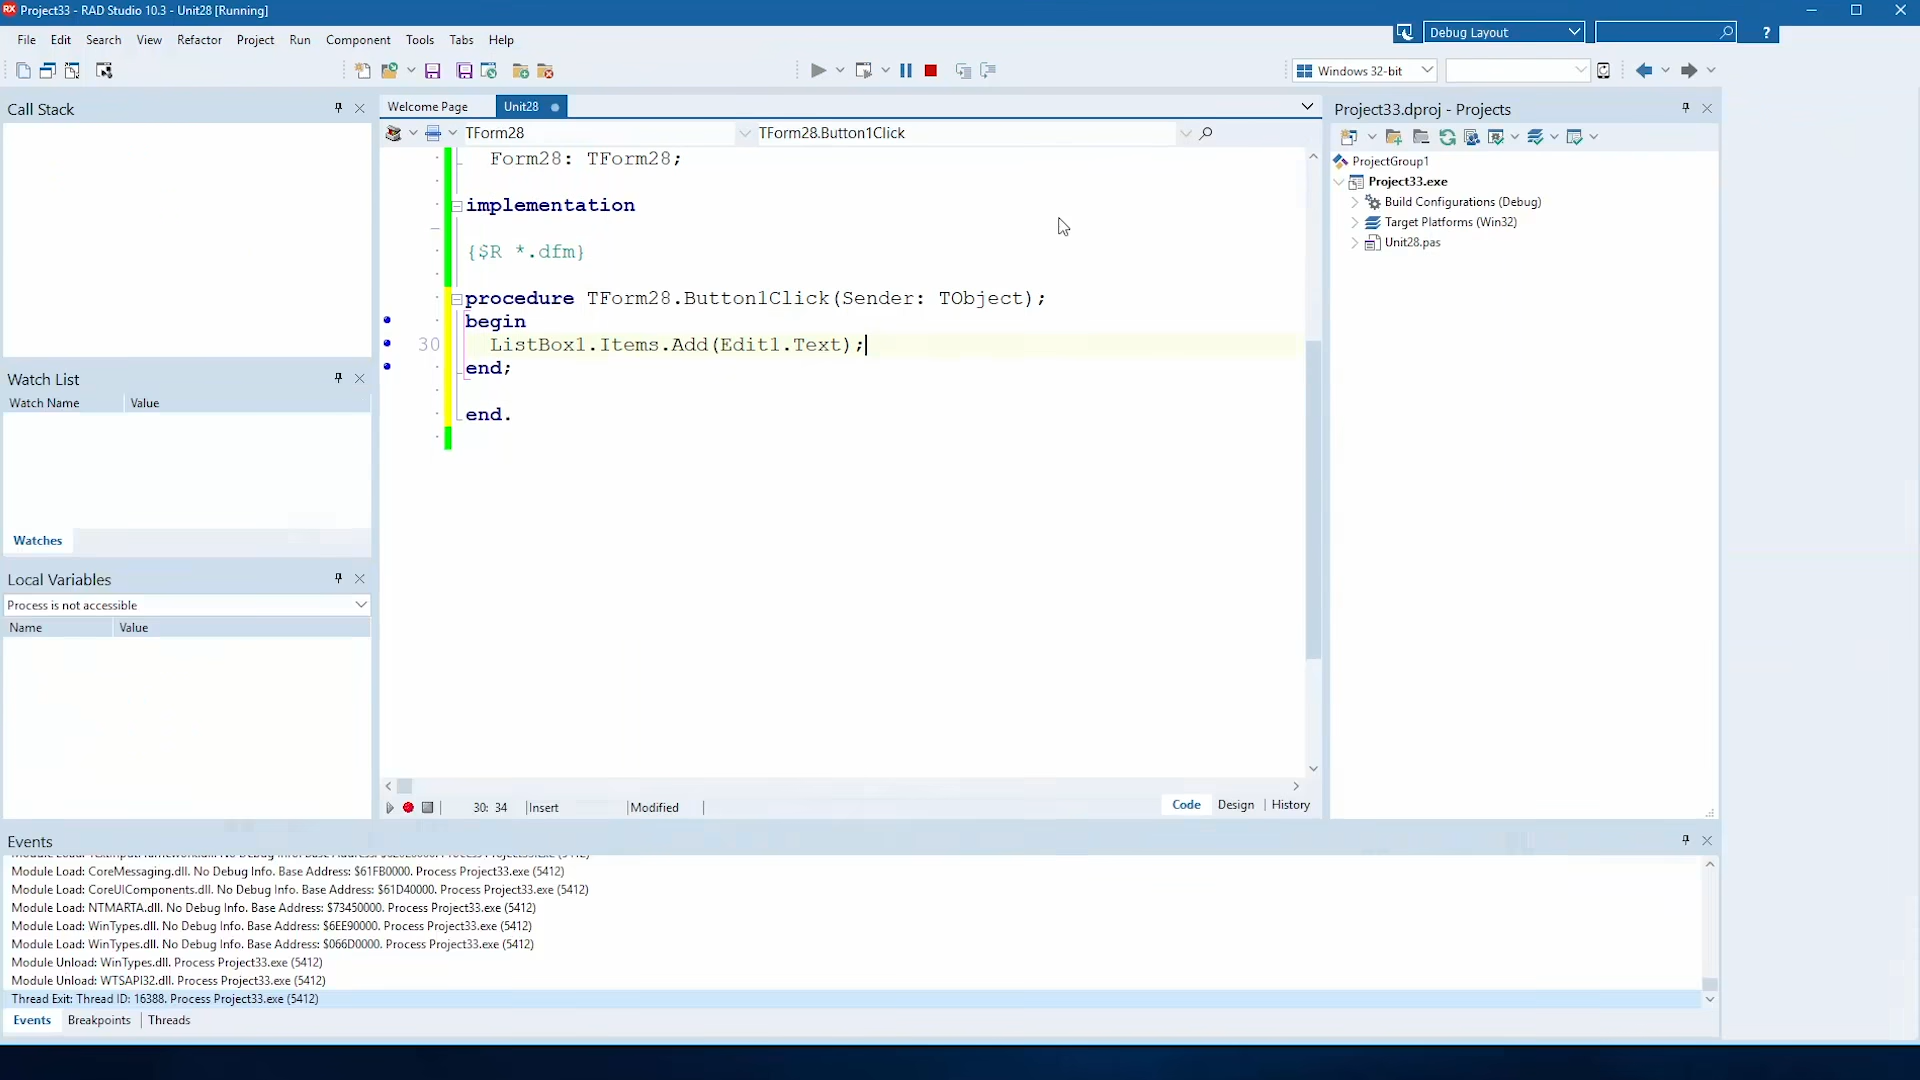 Project33 - RAD Studio 10.3 - Unit28 [Running]
File Edit Search View Refactor Project Run Component Tools Tabs Help
Debug Layout
?
Windows 32-bit
Call Stack
Welcome Page
Unit28
TForm28
TForm28.Button1Click
Form28: TForm28;
implementation
{$R *.dfm}
procedure TForm28.Button1Click(Sender: TObject);
begin
30
ListBox1.Items.Add(Edit1.Text);
end;
end.
30: 34
Insert
Modified
Code
Design
History
Watch List
Watch Name
Value
Watches
Local Variables
Process is not accessible
Name
Value
Project33.dproj - Projects
ProjectGroup1
Project33.exe
Build Configurations (Debug)
Target Platforms (Win32)
Unit28.pas
Events
Module Load: CoreMessaging.dll. No Debug Info. Base Address: $61FB0000. Process Project33.exe (5412)
Module Load: CoreUIComponents.dll. No Debug Info. Base Address: $61D40000. Process Project33.exe (5412)
Module Load: NTMARTA.dll. No Debug Info. Base Address: $73450000. Process Project33.exe (5412)
Module Load: WinTypes.dll. No Debug Info. Base Address: $6EE90000. Process Project33.exe (5412)
Module Load: WinTypes.dll. No Debug Info. Base Address: $066D0000. Process Project33.exe (5412)
Module Unload: WinTypes.dll. Process Project33.exe (5412)
Module Unload: WTSAPI32.dll. Process Project33.exe (5412)
Thread Exit: Thread ID: 16388. Process Project33.exe (5412)
Events
Breakpoints
Threads